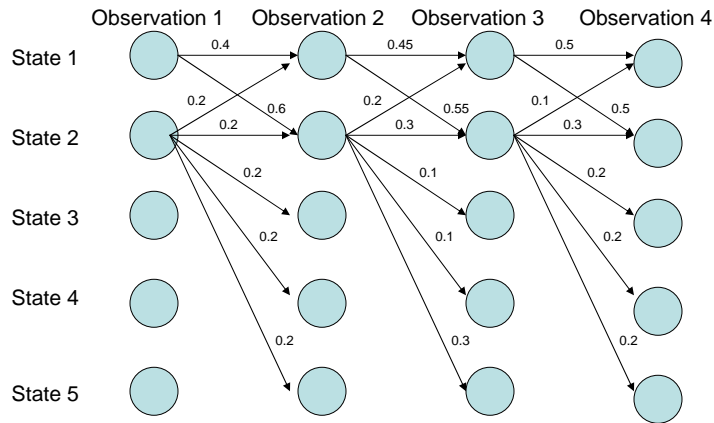 Observation 1 Observation 2 Observation 3 Observation 4
State 1
0.4 0.45 0.5
0.2 0.6 0.2 0.55 0.1 0.5
State 2
0.2 0.3 0.3
0.2 0.1 0.2
State 3
0.2 0.1 0.2
State 4
0.2 0.3 0.2
State 5